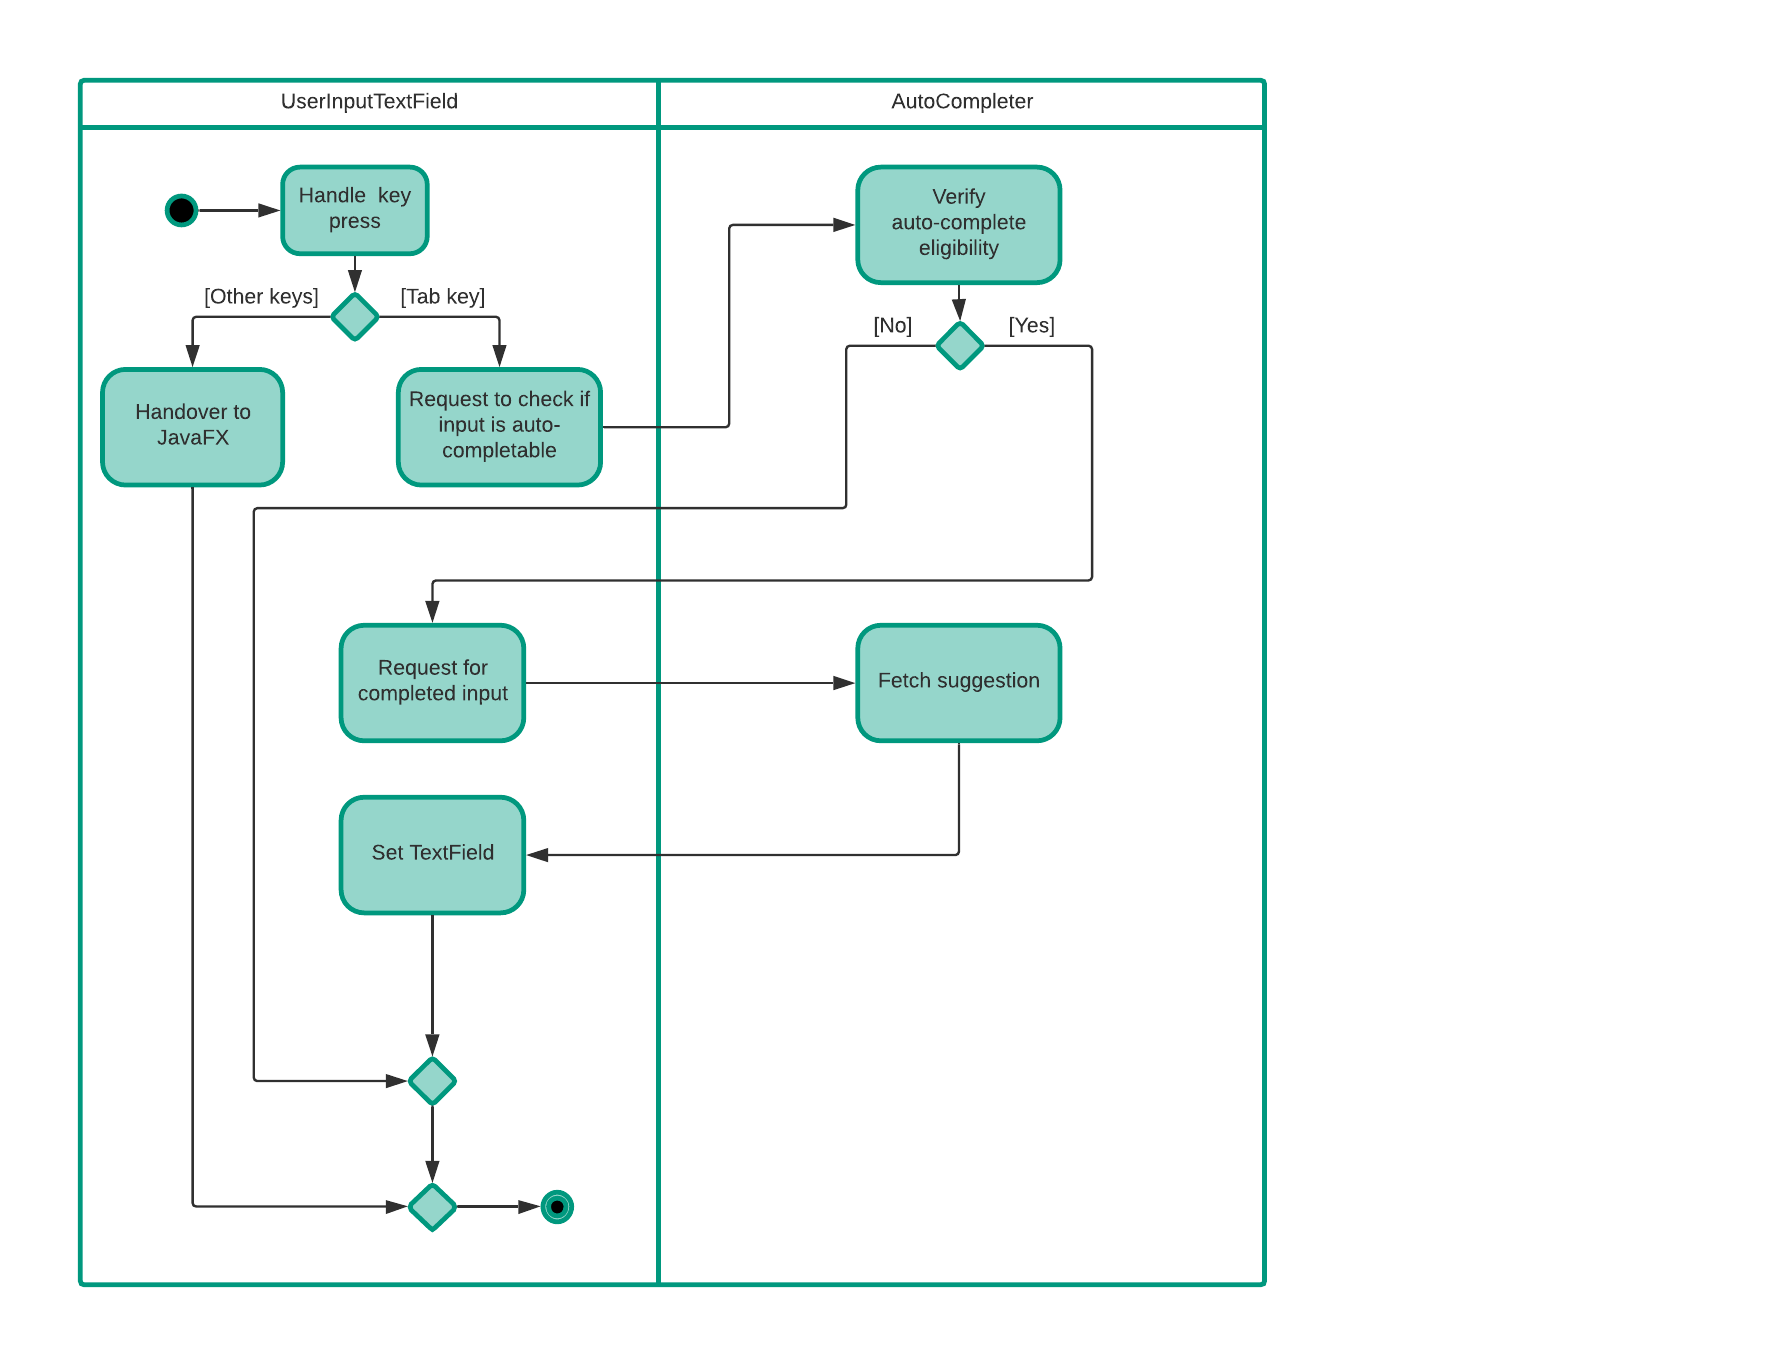 UserInputTextField
AutoCompleter
Handle key
press
[Other keys]
[Tab key]
Handover to
JavaFX
Request to check if
input is auto-
completable
Verify
auto-complete
eligibility
[No]
[Yes]
Request for
completed input
Fetch suggestion
Set TextField